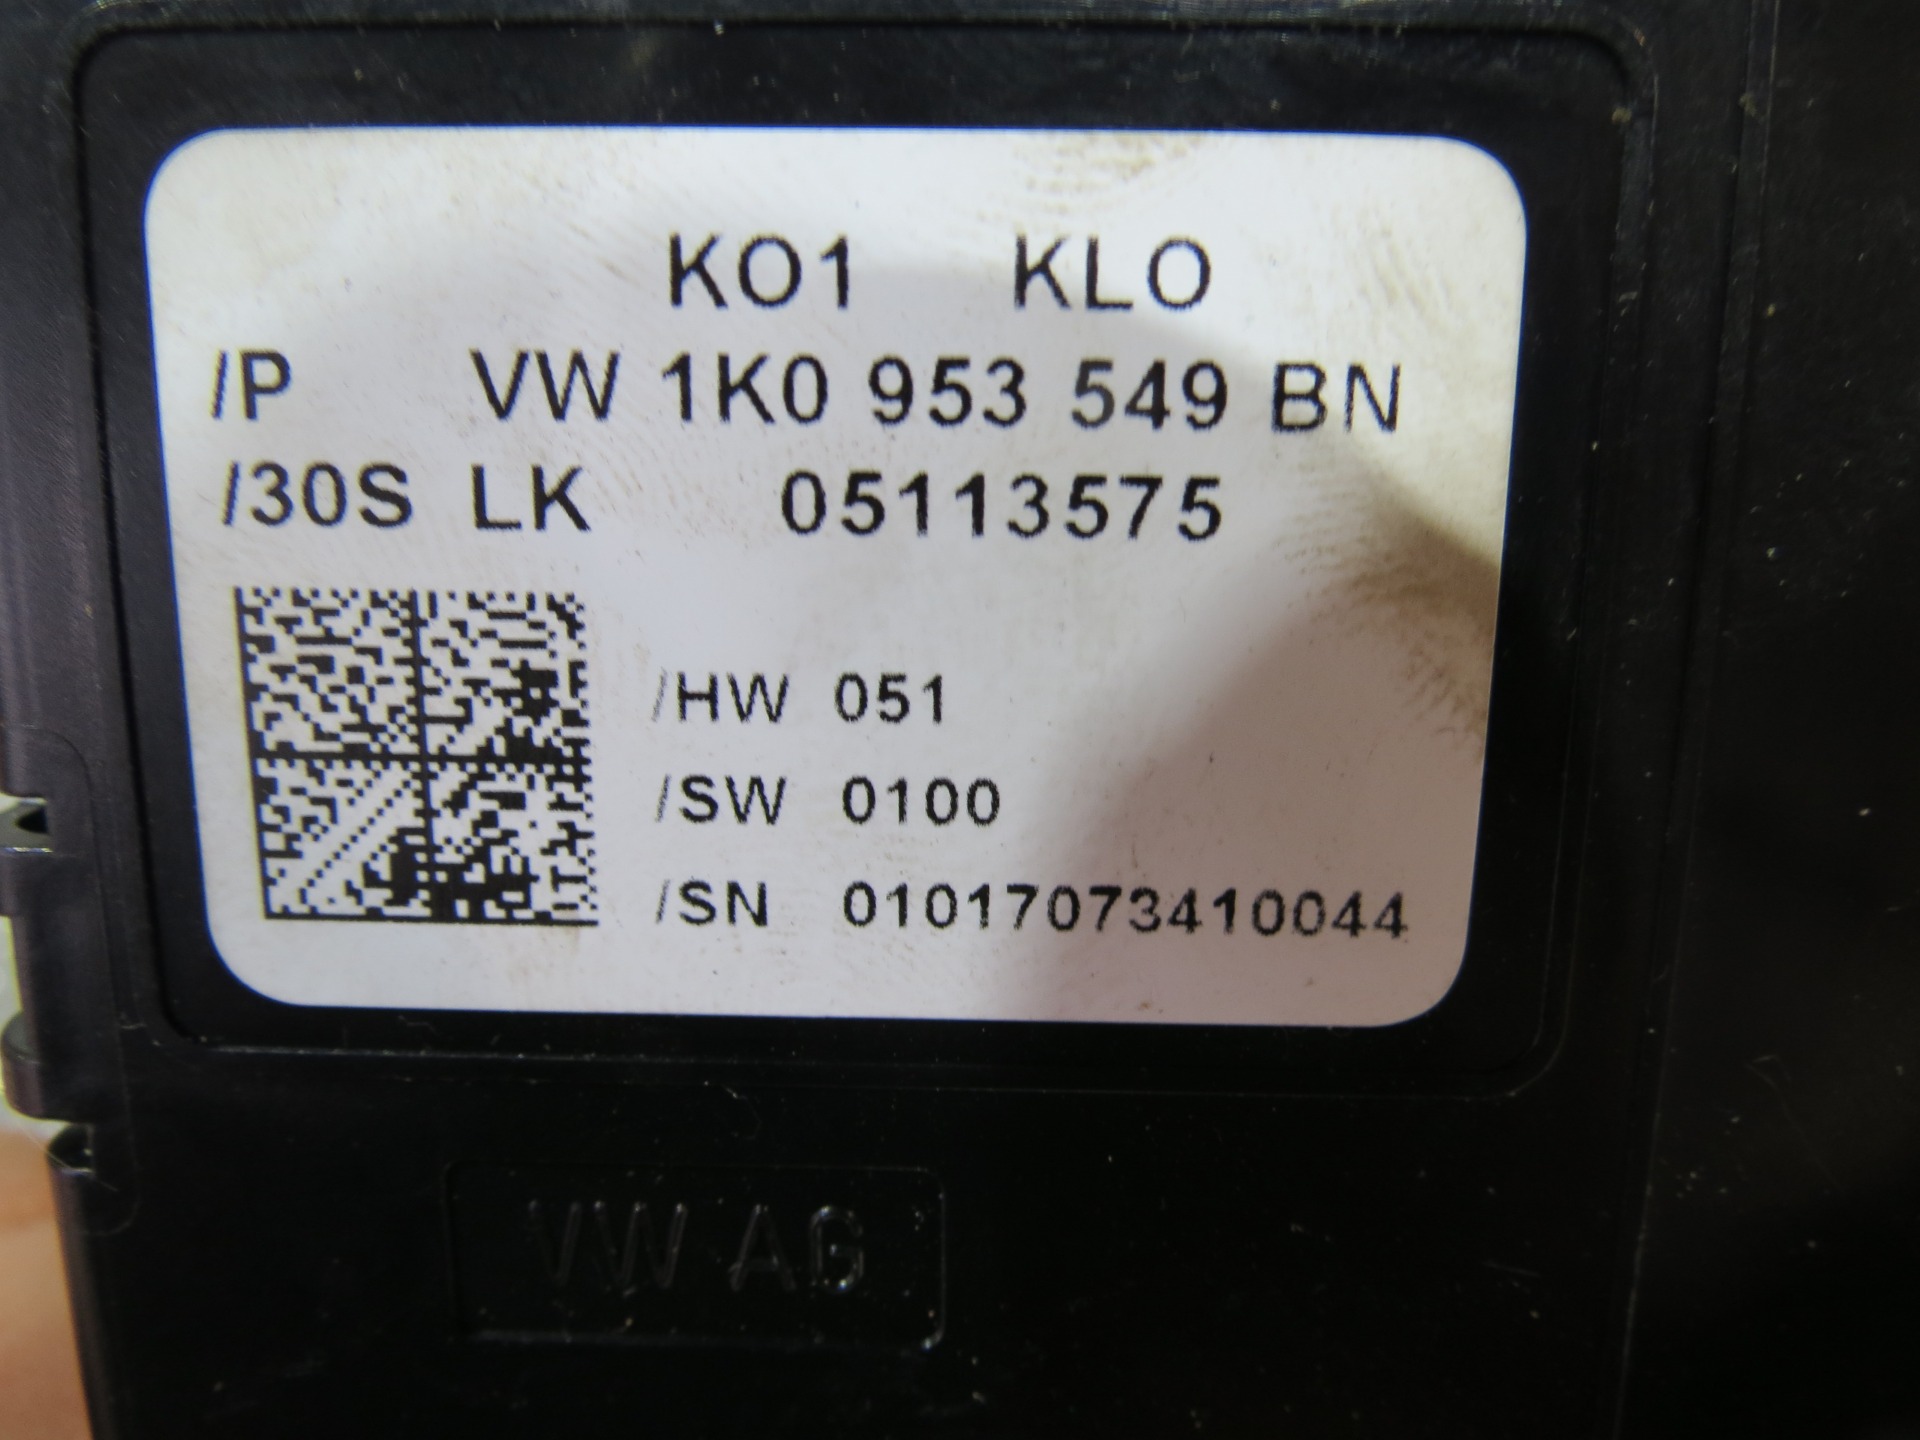 KO1 KLO
/P VW 1K0 953 549 BN
/30S LK 05113575
/HW 051
/SW 0100
/SN 01017073410044
VW AG